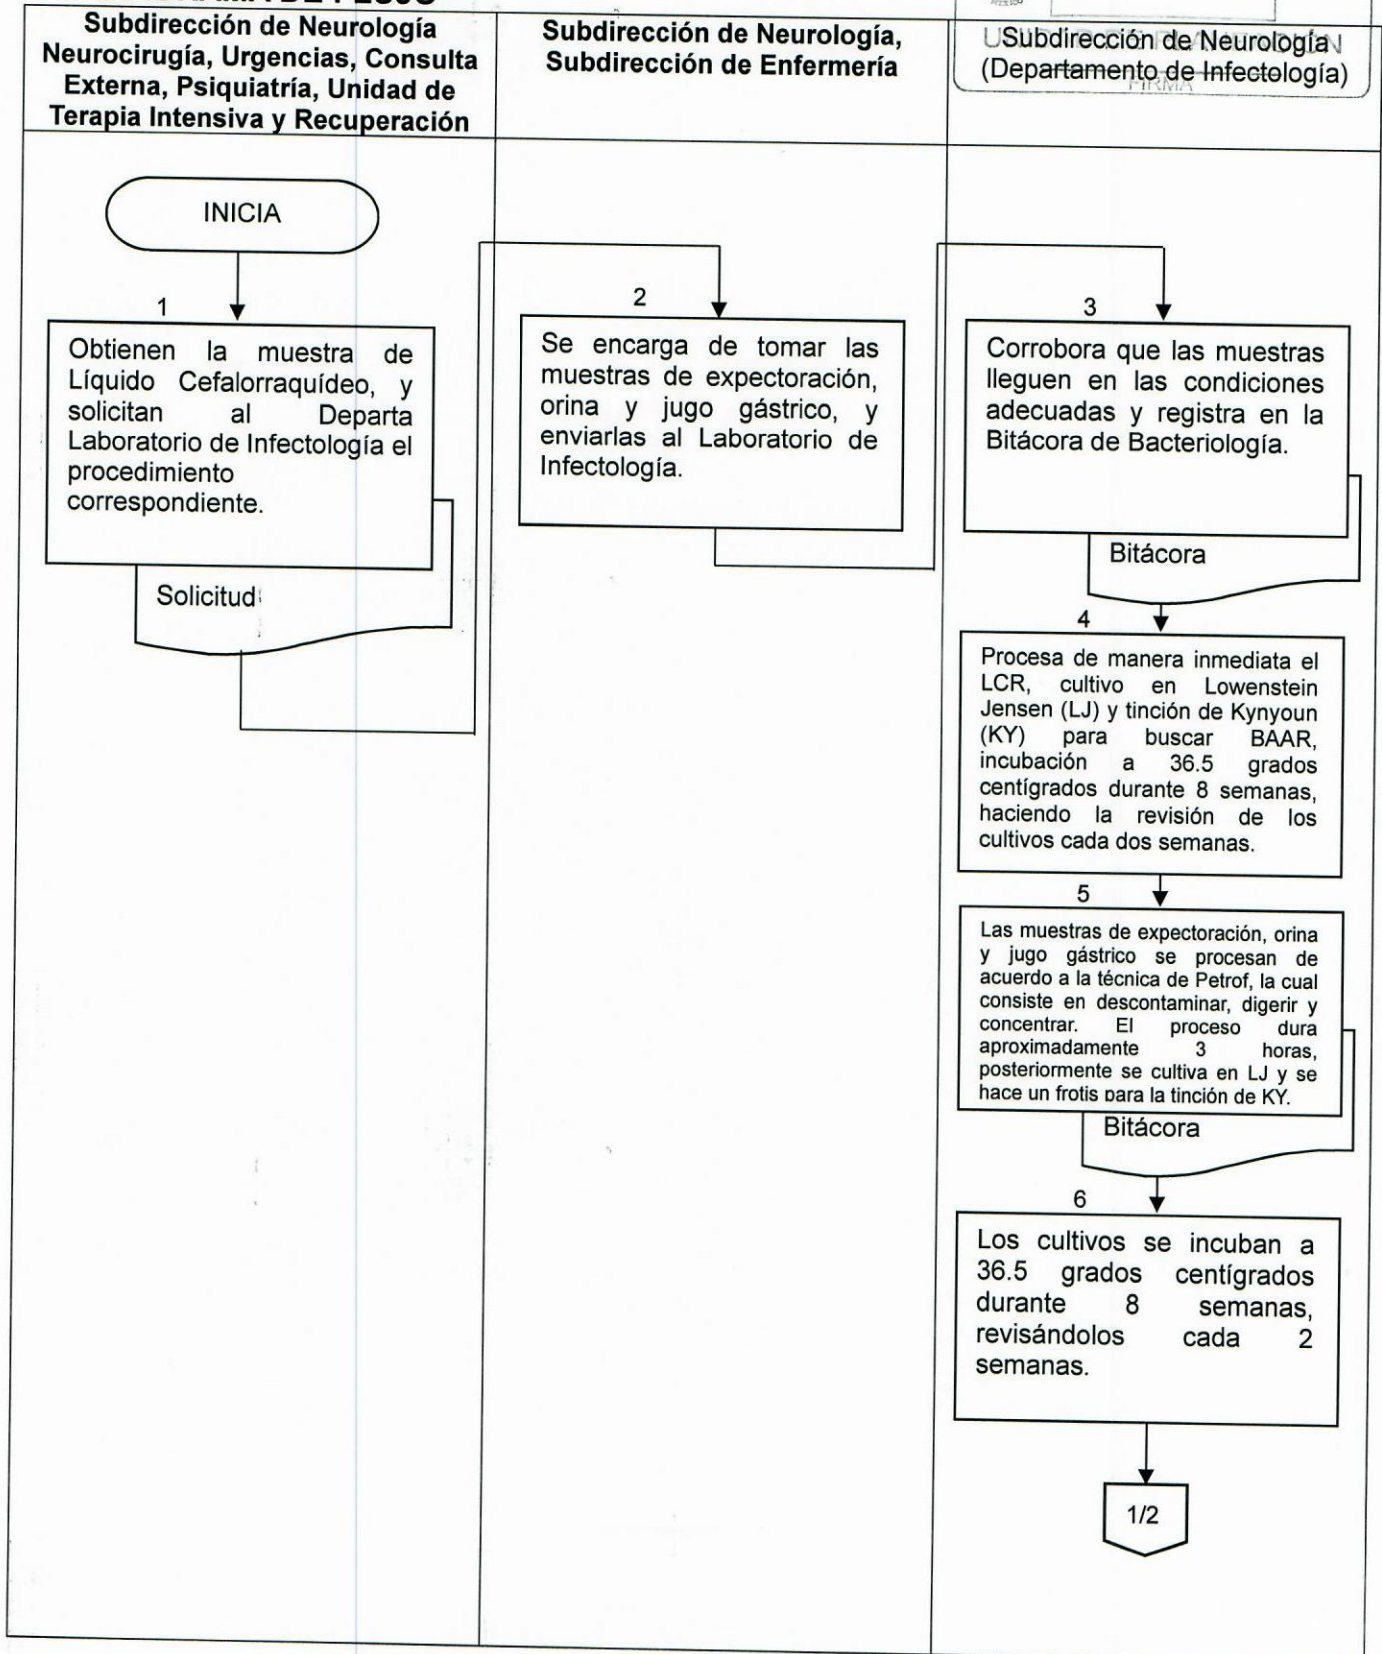 Subdirección de Neurología
Neurocirugía, Urgencias, Consulta
Externa, Psiquiatría, Unidad de
Terapia Intensiva y Recuperación
Subdirección de Neurología,
Subdirección de Enfermería
Subdirección de Neurología
(Departamento de Infectología)
FIRMA
INICIA
1
Obtienen la muestra de
Líquido Cefalorraquídeo, y
solicitan al Departa
Laboratorio de Infectología el
procedimiento
correspondiente.
Solicitud
2
Se encarga de tomar las
muestras de expectoración,
orina y jugo gástrico, y
enviarlas al Laboratorio de
Infectología.
3
Corrobora que las muestras
lleguen en las condiciones
adecuadas y registra en la
Bitácora de Bacteriología.
Bitácora
4
Procesa de manera inmediata el
LCR, cultivo en Lowenstein
Jensen (LJ) y tinción de Kynyoun
(KY) para buscar BAAR,
incubación a 36.5 grados
centígrados durante 8 semanas,
haciendo la revisión de los
cultivos cada dos semanas.
5
Las muestras de expectoración, orina
y jugo gástrico se procesan de
acuerdo a la técnica de Petrof, la cual
consiste en descontaminar, digerir y
concentrar. El proceso dura
aproximadamente 3 horas,
posteriormente se cultiva en LJ y se
hace un frotis para la tinción de KY.
Bitácora
6
Los cultivos se incuban a
36.5 grados centígrados
durante 8 semanas,
revisándolos cada 2
semanas.
1/2